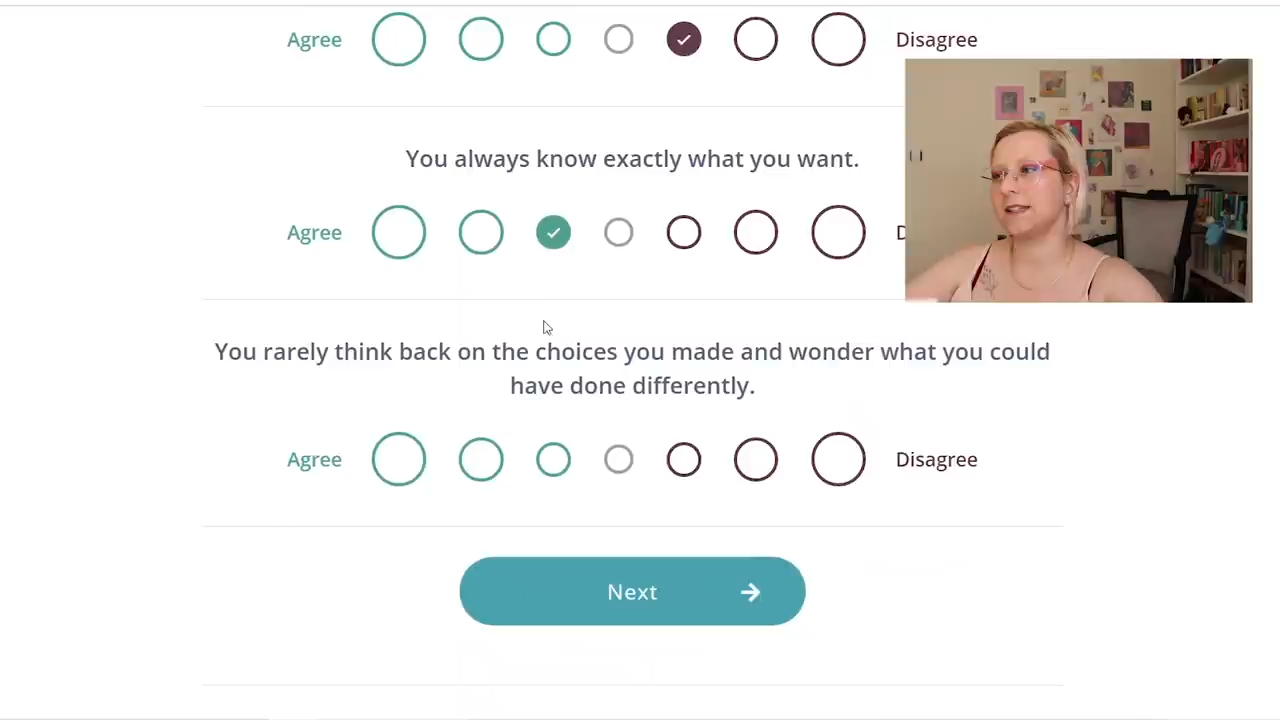 Agree Disagree
You always know exactly what you want.
Agree D
You rarely think back on the choices you made and wonder what you could
have done differently.
Agree Disagree
Next